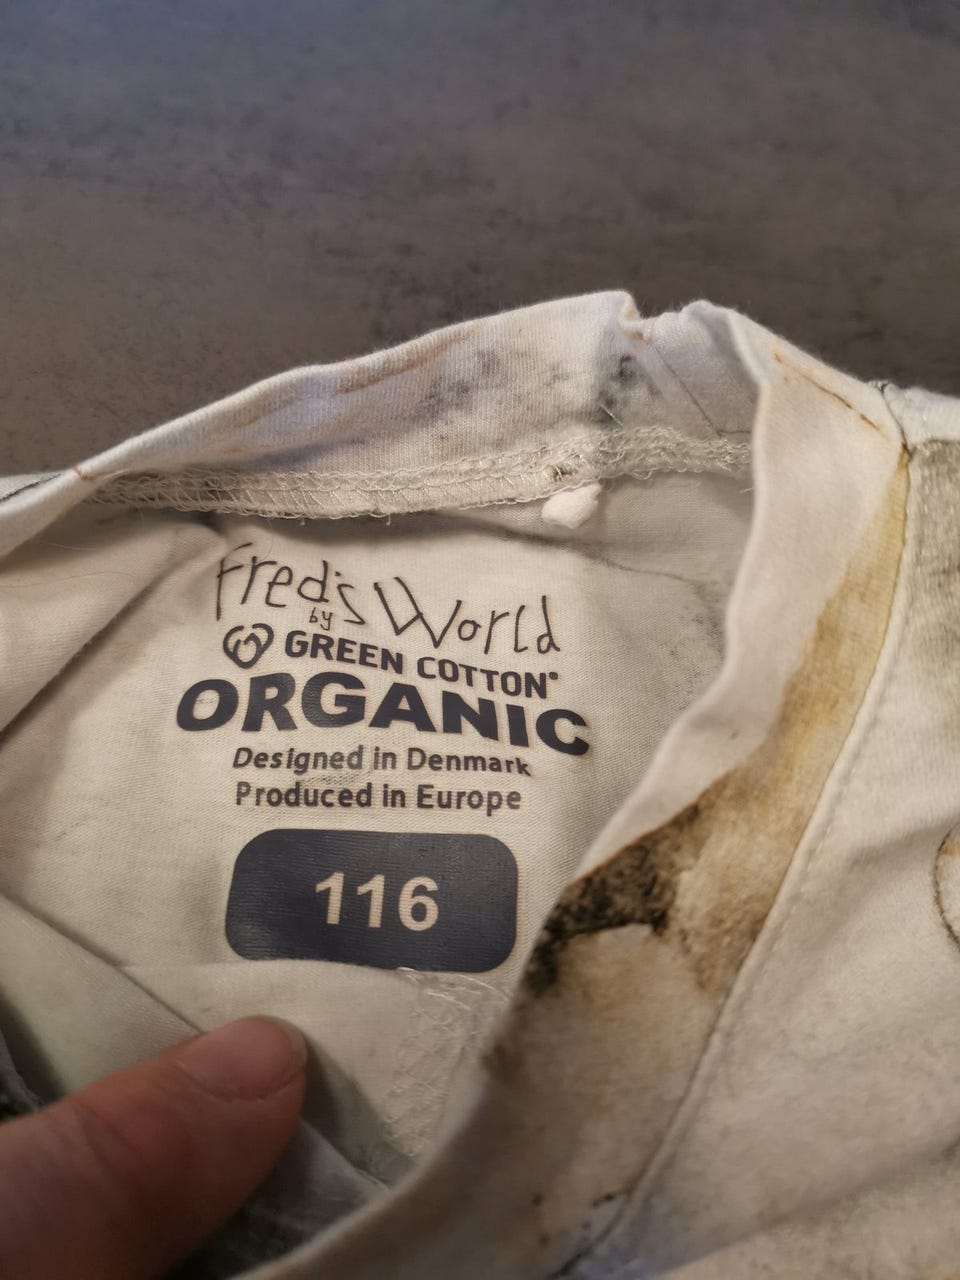 Fred's World
by
GREEN COTTON®
ORGANIC
Designed in Denmark
Produced in Europe
116